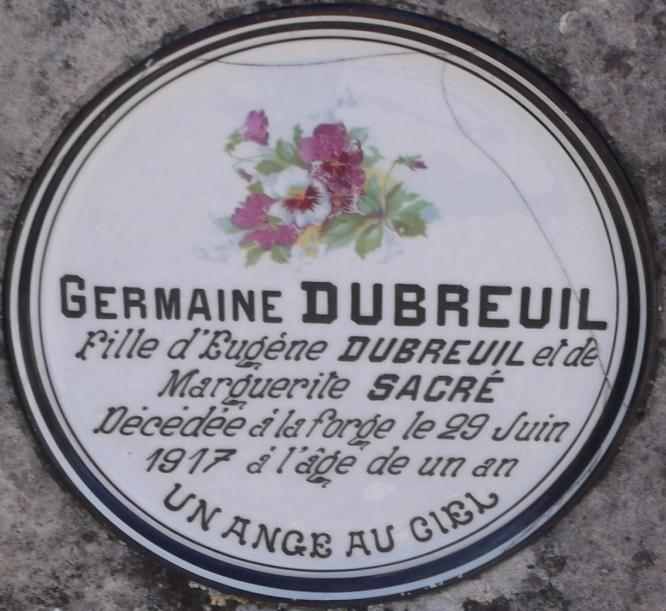 GERMAINE DUBREUIL
Fille d'Eugéne DUBREUIL et de
Marguerite SACRÉ
Décédée á la forge le 29 Juin
1917 á l'âge de un an
UN ANGE AU CIEL